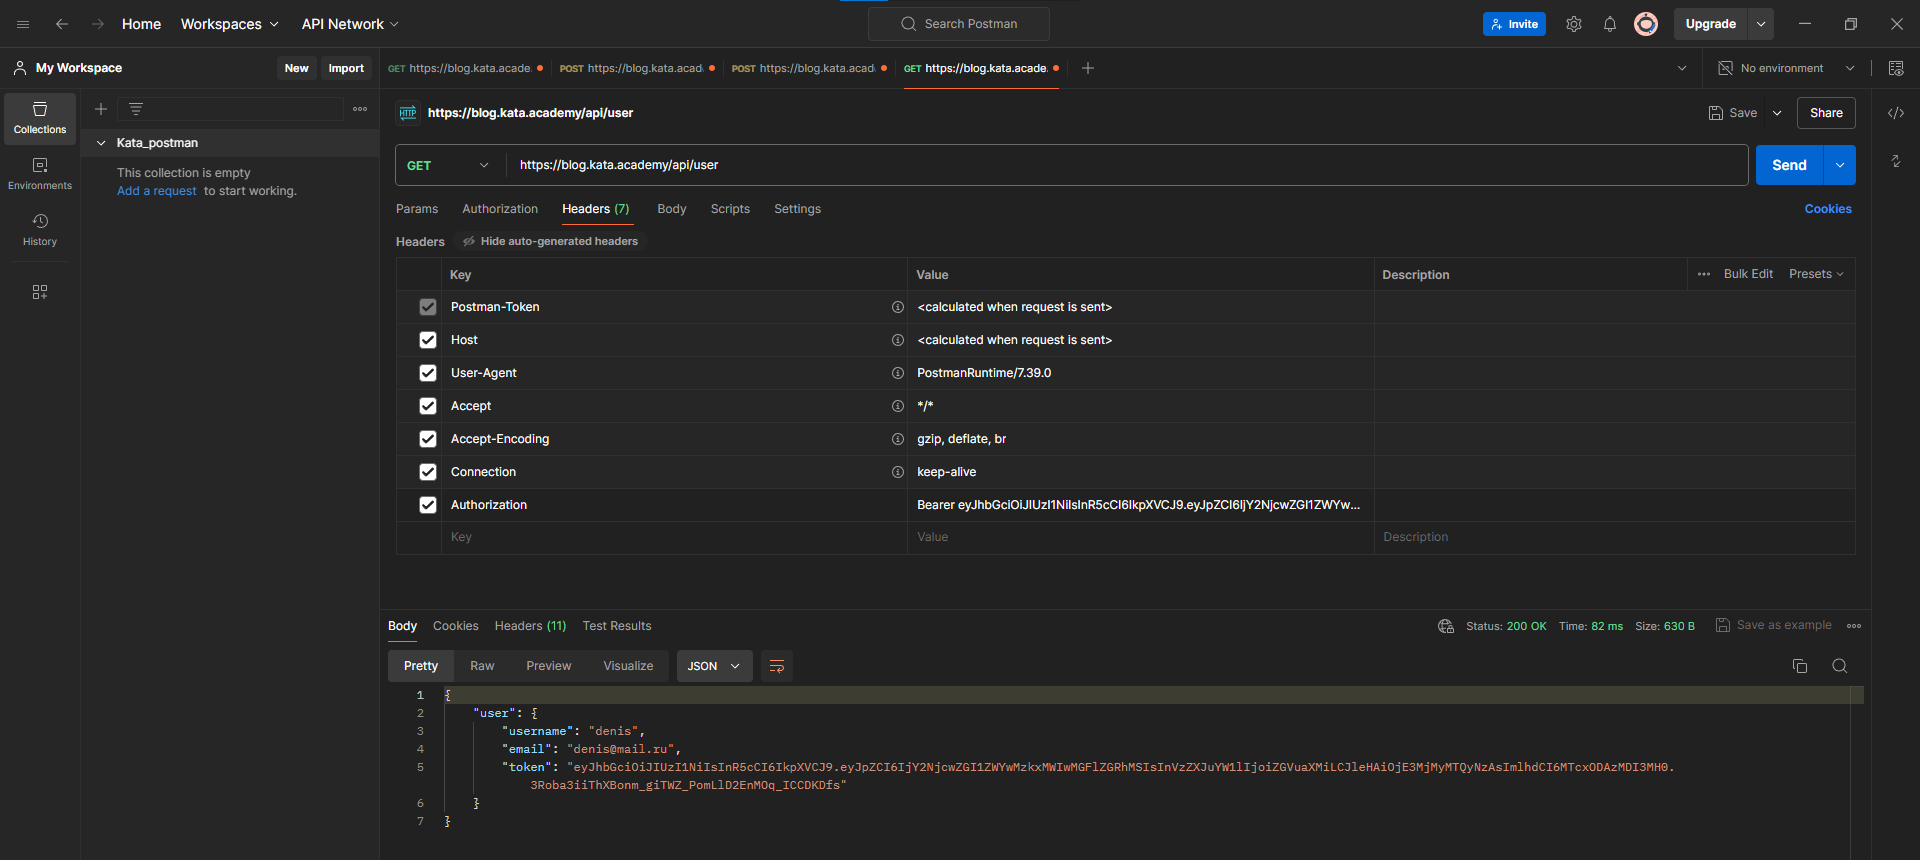 Home Workspaces API Network Search Postman Invite Upgrade
My Workspace New Import GET https://blog.kata.acade. POST https://blog.kata.acad POST https://blog.kata.acad GET https://blog.kata.acade. No environment
Collections
Environments
History
Kata_postman
This collection is empty
Add a request to start working.
HTTP https://blog.kata.academy/api/user Save Share
GET https://blog.kata.academy/api/user Send
Params Authorization Headers (7) Body Scripts Settings Cookies
Headers Hide auto-generated headers
Key Value Description Bulk Edit Presets
Postman-Token <calculated when request is sent>
Host <calculated when request is sent>
User-Agent PostmanRuntime/7.39.0
Accept */*
Accept-Encoding gzip, deflate, br
Connection keep-alive
Authorization Bearer eyJhbGciOiJIUzI1NiIsInR5cCI6IkpXVCJ9.eyJpZCI6IjY2NjcwZGI1ZWYw...
Key Value Description
Body Cookies Headers (11) Test Results Status: 200 OK Time: 82 ms Size: 630 B Save as example
Pretty Raw Preview Visualize JSON
1 {
2 "user": {
3 "username": "denis",
4 "email": "denis@mail.ru",
5 "token": "eyJhbGciOiJIUzI1NiIsInR5cCI6IkpXVCJ9.eyJpZCI6IjY2NjcwZGI1ZWYwMzkxMWIwMGFlZGRhMSIsInVzZXJuYW1lIjoiZGVuaXMiLCJleHAiOjE3MjMyMTQyNzAsImlhdCI6MTcxODAzMDI3MH0.
3Roba3iiThXBonm_giTWZ_PomLlD2EnMOq_ICCDKDfs"
6 }
7 }